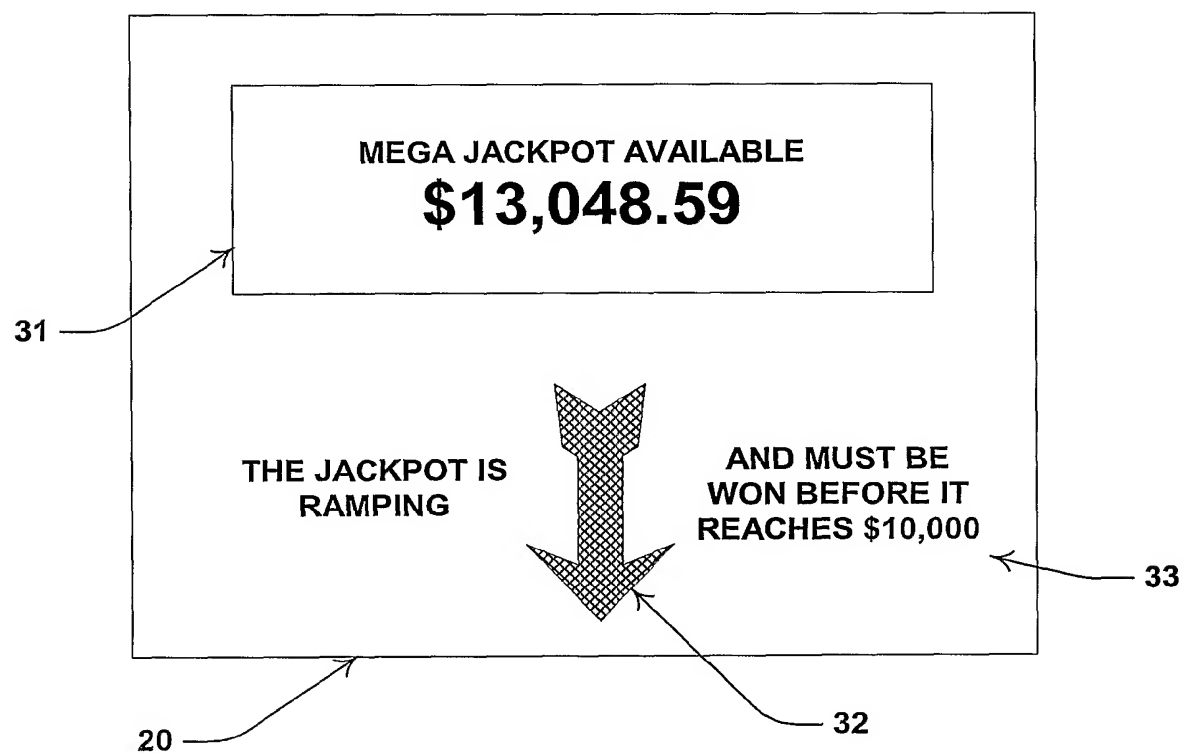 MEGA JACKPOT AVAILABLE
$13,048.59
31
THE JACKPOT IS
RAMPING
AND MUST BE
WON BEFORE IT
REACHES $10,000
33
32
20